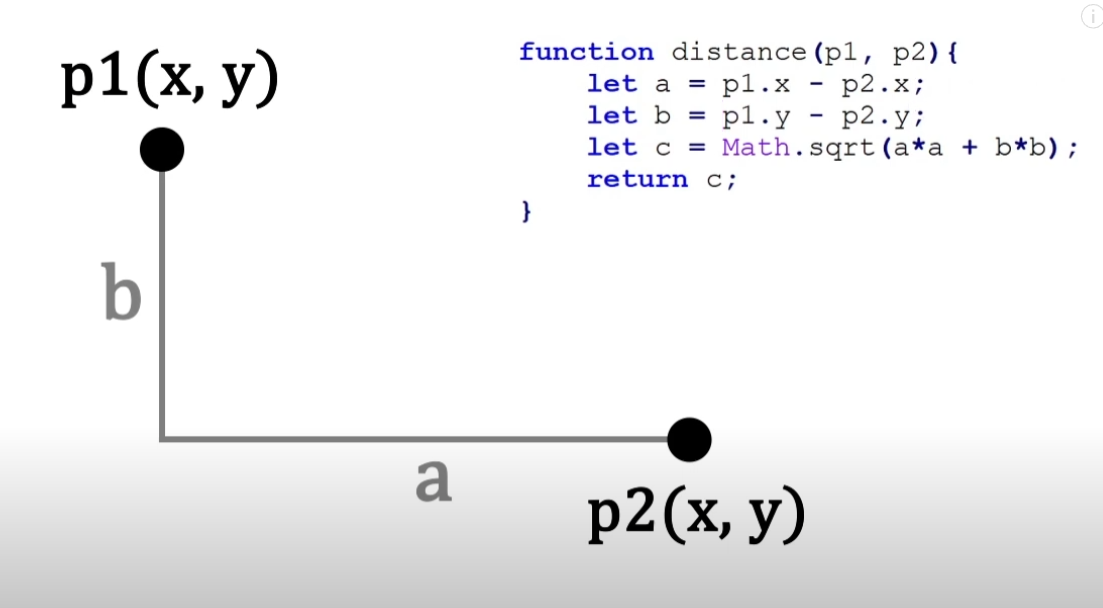 p1(x, y)
function distance(p1, p2){
let a = p1.x - p2.x;
let b = p1.y - p2.y;
let c = Math.sqrt(a*a + b*b);
return c;
}
b
a
p2(x, y)